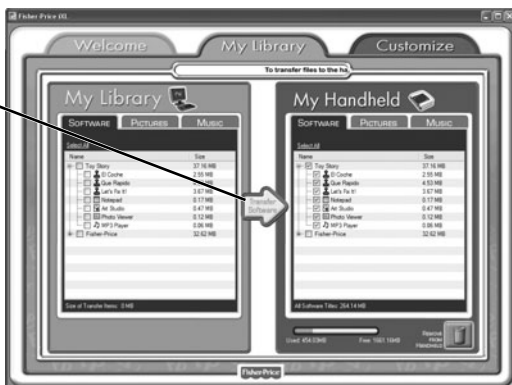 Fisher-Price iXL
Welcome
My Library
Customize
To transfer files to the ha
My Library
SOFTWARE PICTURES MUSIC
Select All
Name Size
Toy Story 37.16 MB
El Coche 2.55 MB
Que Rapido
Let's Fix It! 3.67 MB
Notepad 0.17 MB
Art Studio 0.47 MB
Photo Viewer 0.12 MB
MP3 Player 0.06 MB
Fisher-Price 32.62 MB
Size of Transfer Items: 0 MB
Transfer
Software
My Handheld
SOFTWARE PICTURES MUSIC
Select All
Name Size
Toy Story 37.16 MB
El Coche 2.55 MB
Que Rapido 4.53 MB
Let's Fix It! 3.67 MB
Notepad 0.17 MB
Art Studio 0.47 MB
Photo Viewer 0.12 MB
MP3 Player 0.06 MB
Fisher-Price 32.62 MB
All Software Titles: 264.14 MB
Used: 454.03MB Free: 1661.16MB
REMOVE
FROM
HANDHELD
Fisher-Price